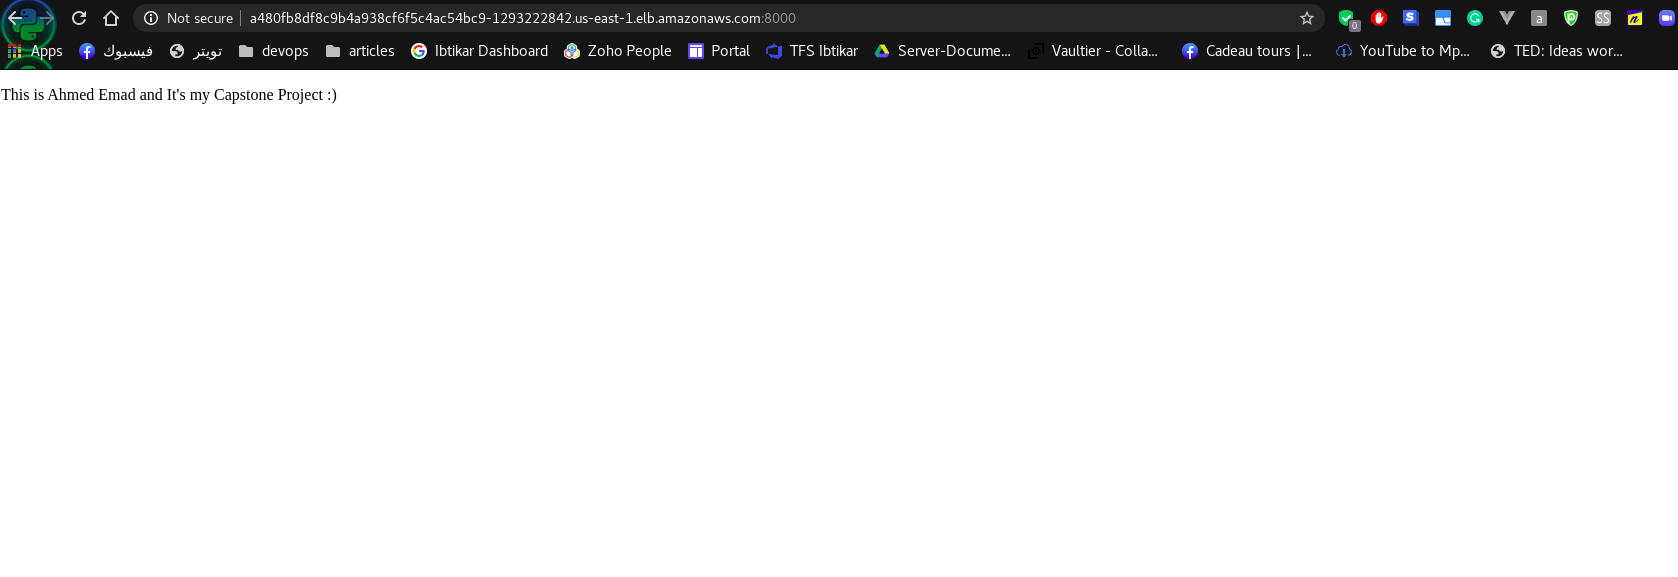 Not secure a480fb8df8c9b4a938cf6f5c4ac54bc9-1293222842.us-east-1.elb.amazonaws.com:8000 0 S a SS n
Apps فيسبوك تويتر devops articles Ibtikar Dashboard Zoho People Portal TFS Ibtikar Server-Docume... Vaultier - Colla... Cadeau tours |... YouTube to Mp... TED: Ideas wor...
This is Ahmed Emad and It's my Capstone Project :)